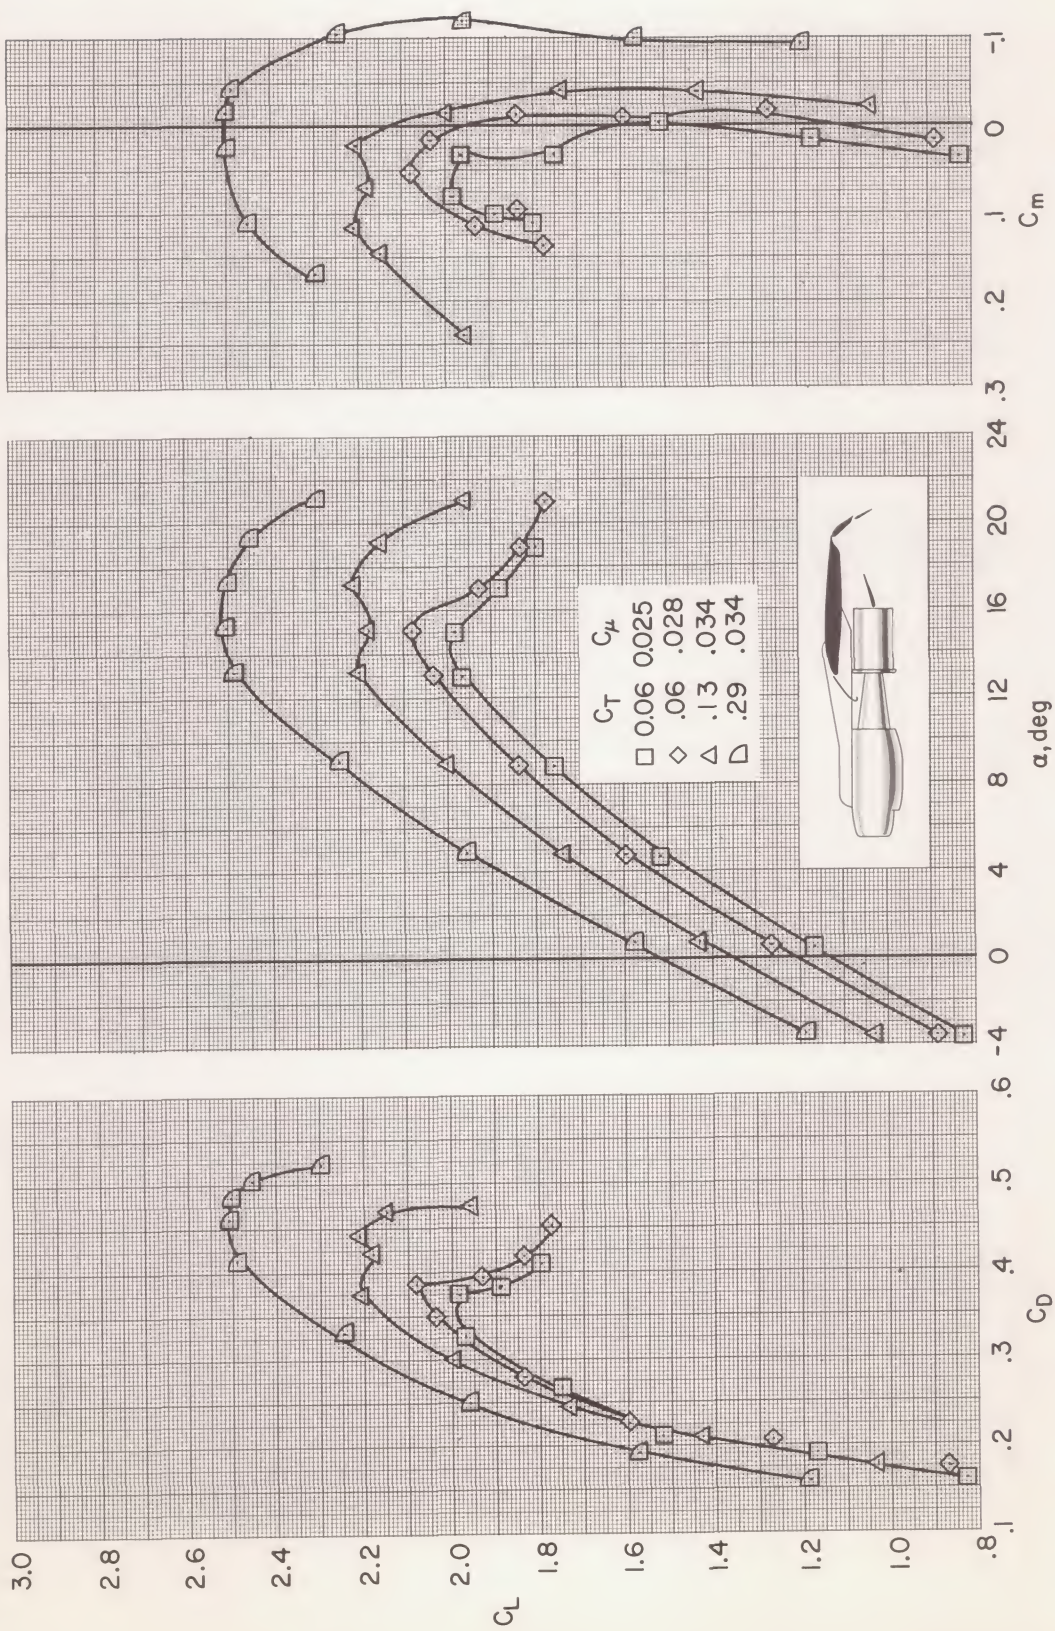 3.0
2.8
2.6
2.4
2.2
2.0
1.8
1.6
1.4
1.2
1.0
.8
C_L
.1 .2 .3 .4 .5 .6
C_D
-4 0 4 8 12 16 20 24
α, deg
.3 .2 .1 0 -.1
C_m
C_T C_μ
0.06 0.025
.06 .028
.13 .034
.29 .034